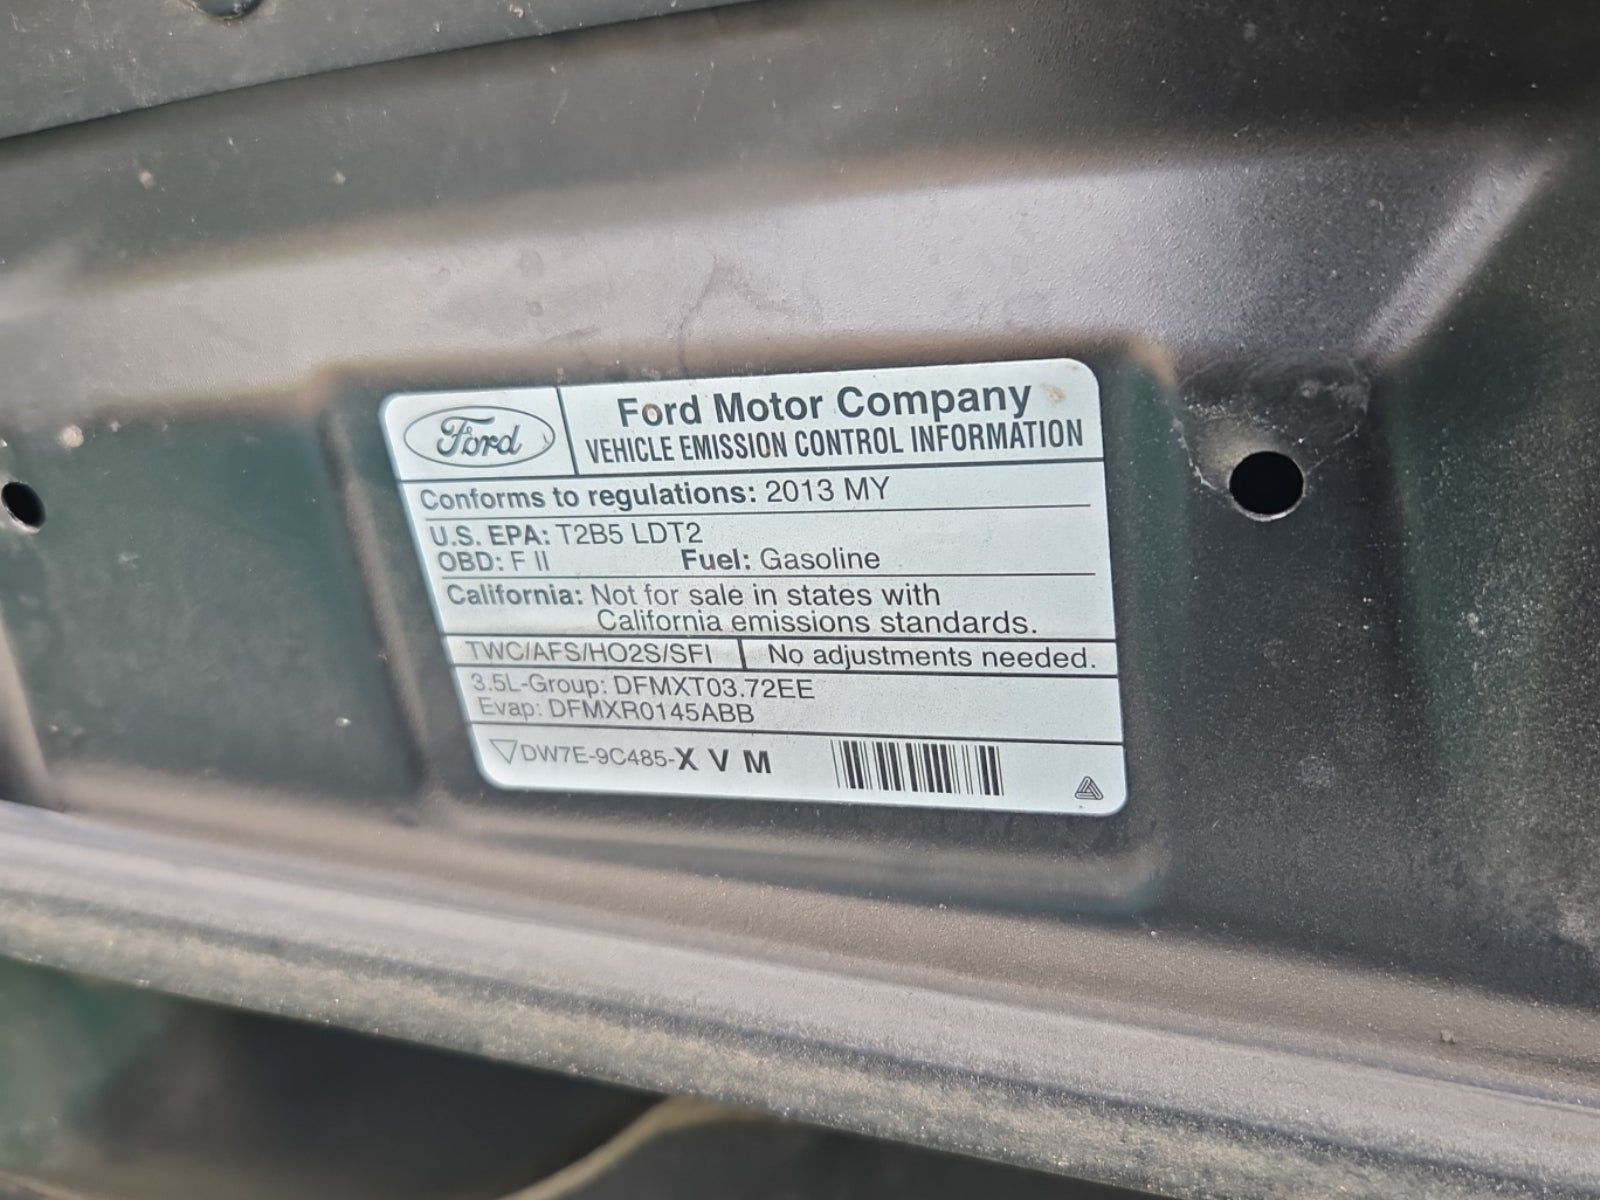 Ford
Ford Motor Company
VEHICLE EMISSION CONTROL INFORMATION
Conforms to regulations: 2013 MY
U.S. EPA: T2B5 LDT2
OBD: F II Fuel: Gasoline
California: Not for sale in states with
California emissions standards.
TWC/AFS/HO2S/SFI No adjustments needed.
3.5L-Group: DFMXT03.72EE
Evap: DFMXR0145ABB
DW7E-9C485-X V M